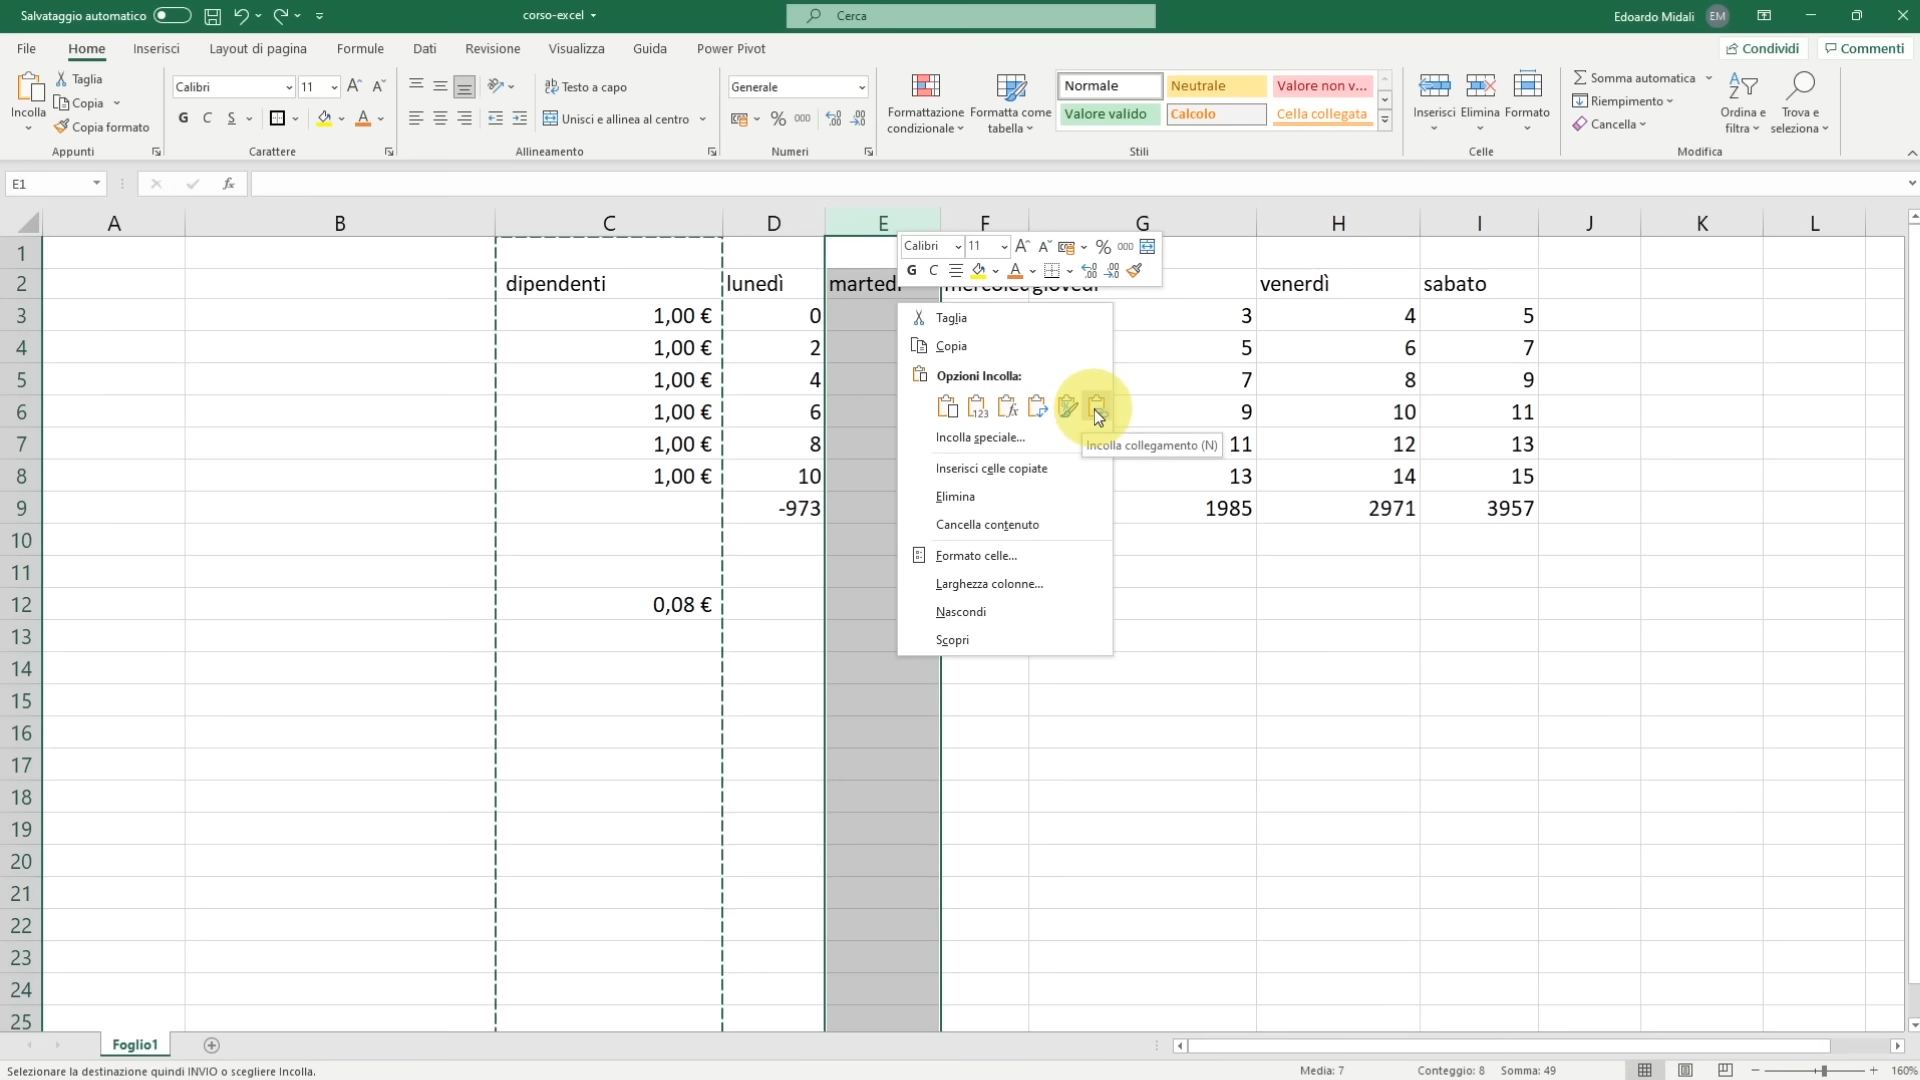 Salvataggio automatico
corso-excel
Cerca
Edoardo Midali
EM
File
Home
Inserisci
Layout di pagina
Formule
Dati
Revisione
Visualizza
Guida
Power Pivot
Condividi
Commenti
Incolla
Taglia
Copia
Copia formato
Appunti
Calibri
11
G C S
Carattere
Testo a capo
Unisci e allinea al centro
Allineamento
Generale
% 000
Numeri
Formattazione condizionale
Formatta come tabella
Normale
Neutrale
Valore non v...
Valore valido
Calcolo
Cella collegata
Stili
Inserisci
Elimina
Formato
Celle
Somma automatica
Riempimento
Cancella
Ordina e filtra
Trova e seleziona
Modifica
E1
fx
A B C D E F G H I J K L
1
2 dipendenti lunedì martedì giovedì venerdì sabato
3 1,00 € 0 3 4 5
4 1,00 € 2 5 6 7
5 1,00 € 4 7 8 9
6 1,00 € 6 9 10 11
7 1,00 € 8 11 12 13
8 1,00 € 10 13 14 15
9 -973 1985 2971 3957
10
11
12 0,08 €
13
14
15
16
17
18
19
20
21
22
23
24
25
Calibri 11 % 000
G C A
Taglia
Copia
Opzioni Incolla:
Incolla speciale...
Incolla collegamento (N)
Inserisci celle copiate
Elimina
Cancella contenuto
Formato celle...
Larghezza colonne...
Nascondi
Scopri
Foglio1
Selezionare la destinazione quindi INVIO o scegliere Incolla.
Media: 7
Conteggio: 8
Somma: 49
160%